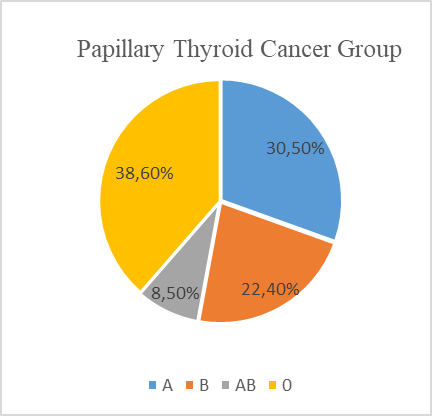 Papillary Thyroid Cancer Group
30,50%
38,60%
22,40%
8,50%
A B AB 0